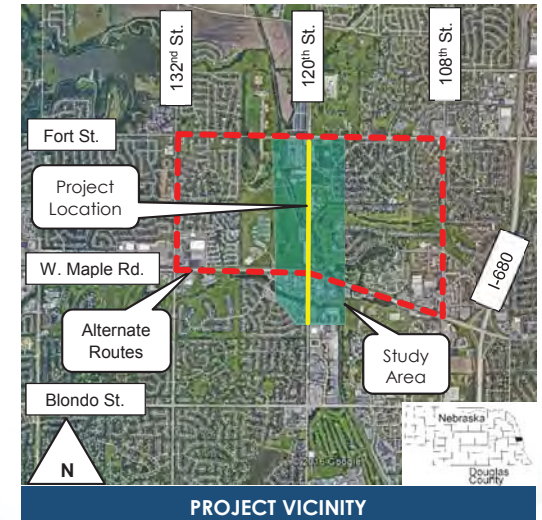 132nd St.
120th St.
108th St.
Fort St.
Project
Location
W. Maple Rd.
I-680
Alternate
Routes
Study
Area
Blondo St.
N
Nebraska
Douglas
County
PROJECT VICINITY